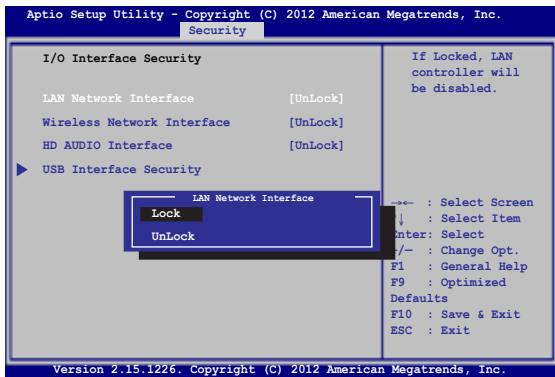 Aptio Setup Utility - Copyright (C) 2012 American Megatrends, Inc.
Security
I/O Interface Security
LAN Network Interface [UnLock]
Wireless Network Interface [UnLock]
HD AUDIO Interface [UnLock]
USB Interface Security
LAN Network Interface
Lock
UnLock
If Locked, LAN
controller will
be disabled.
→← : Select Screen
↓ : Select Item
Enter: Select
+/— : Change Opt.
F1 : General Help
F9 : Optimized
Defaults
F10 : Save & Exit
ESC : Exit
Version 2.15.1226. Copyright (C) 2012 American Megatrends, Inc.